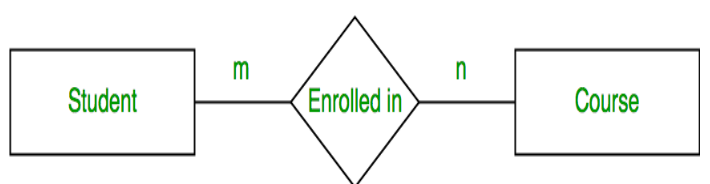 m
n
Student
Enrolled in
Course